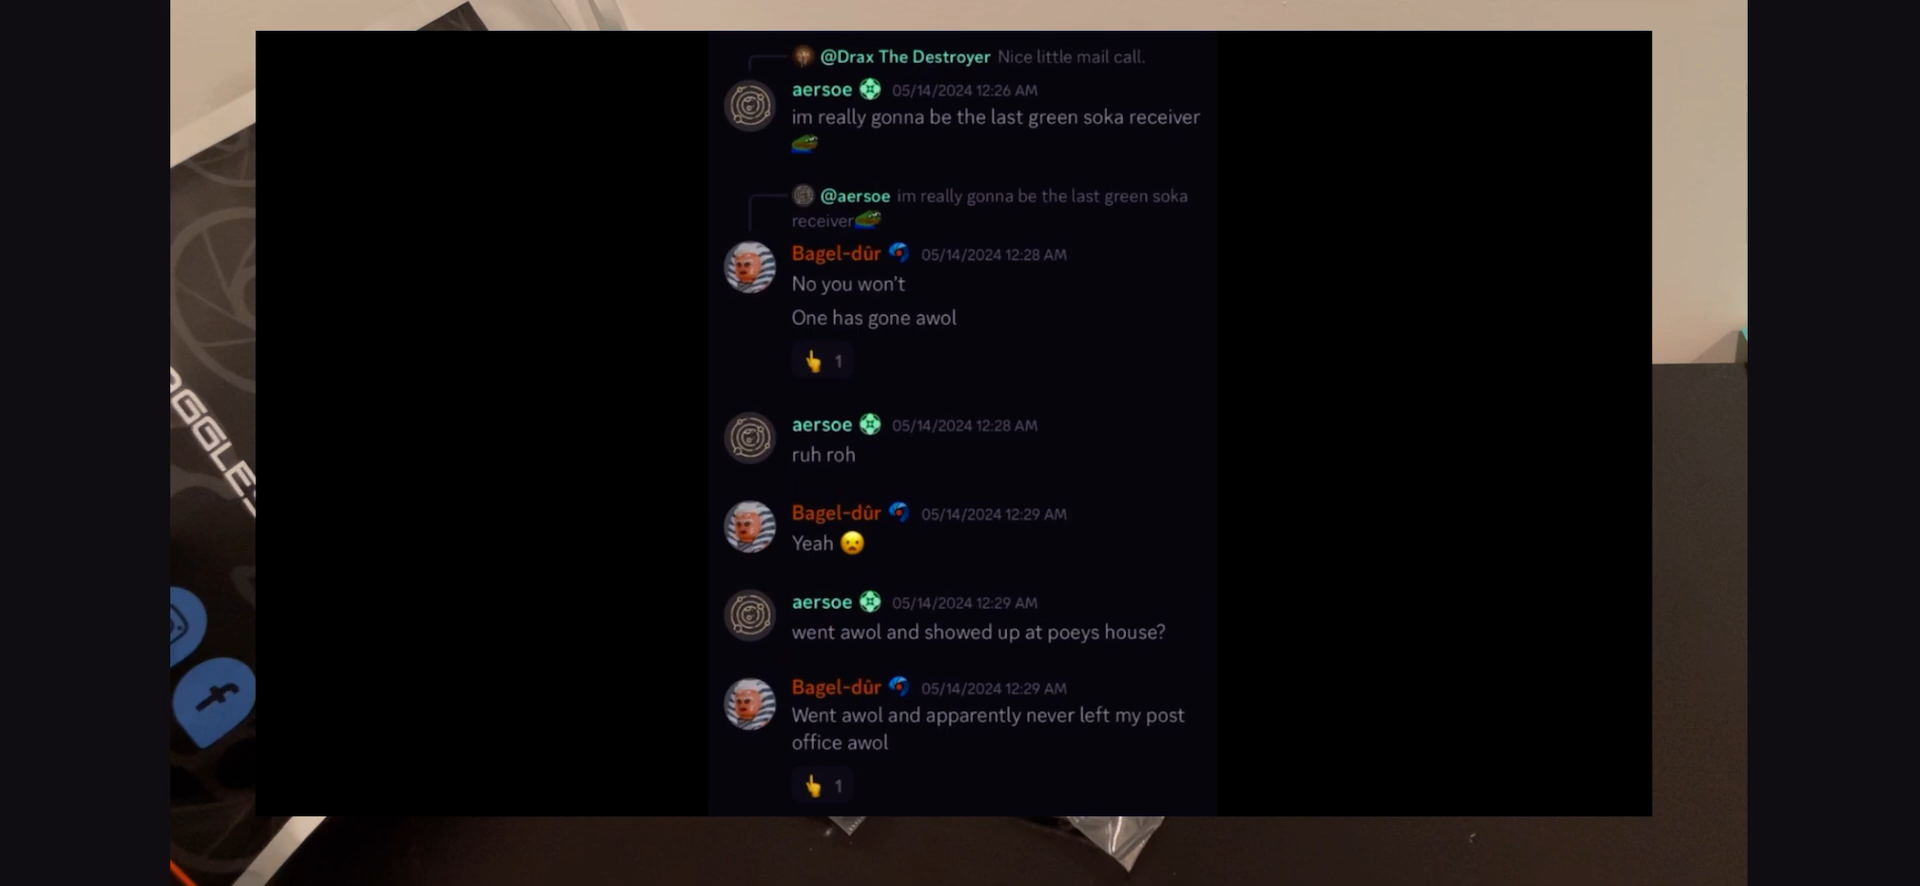 @Drax The Destroyer Nice little mail call.
aersoe 05/14/2024 12:26 AM
im really gonna be the last green soka receiver
@aersoe im really gonna be the last green soka
receiver
Bagel-dûr 05/14/2024 12:28 AM
No you won't
One has gone awol
1
aersoe 05/14/2024 12:28 AM
ruh roh
Bagel-dûr 05/14/2024 12:29 AM
Yeah 😦
aersoe 05/14/2024 12:29 AM
went awol and showed up at poeys house?
Bagel-dûr 05/14/2024 12:29 AM
Went awol and apparently never left my post
office awol
1
f